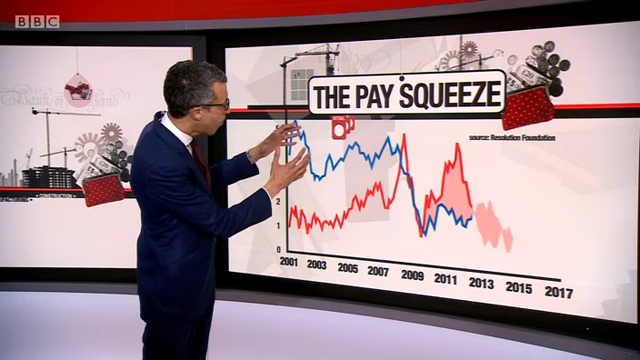 BBC
THE PAY SQUEEZE
source: Resolution Foundation
2
1
0
2001 2003 2005 2007 2009 2011 2013 2015 2017
CONSTRUCTION